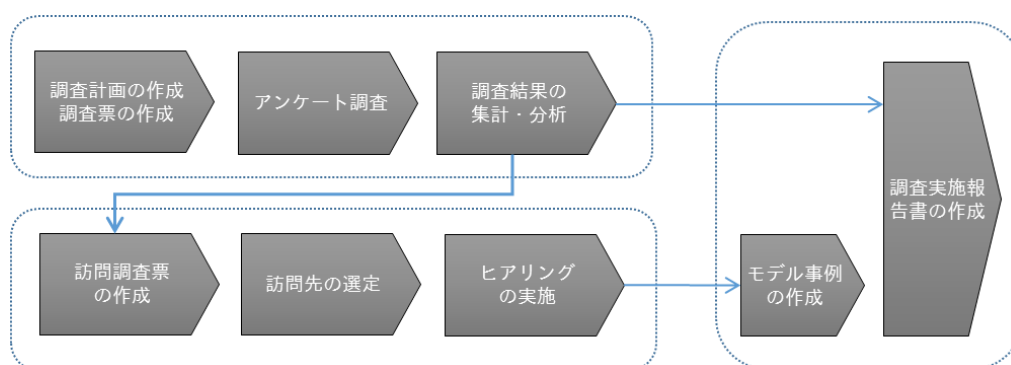 調査計画の作成
調査票の作成
アンケート調査
調査結果の
集計・分析
訪問調査票
の作成
訪問先の選定
ヒアリング
の実施
モデル事例
の作成
調査実施報
告書の作成